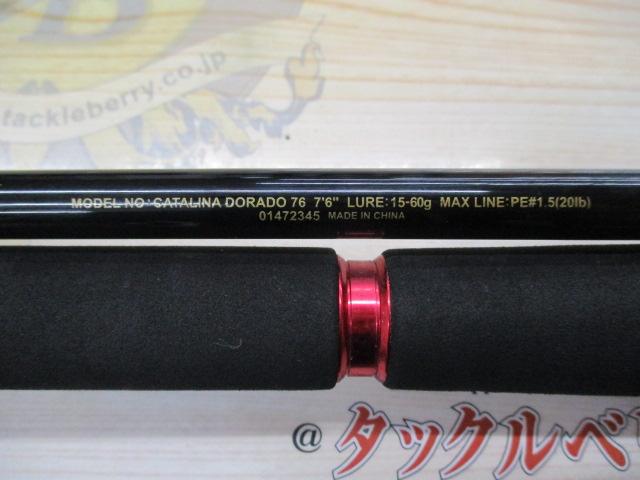 tackleberry.co.jp
MODEL NO: CATALINA DORADO 76 7'6" LURE:15-60g MAX LINE:PE#1.5(20lb)
01472345 MADE IN CHINA
@タックルベ